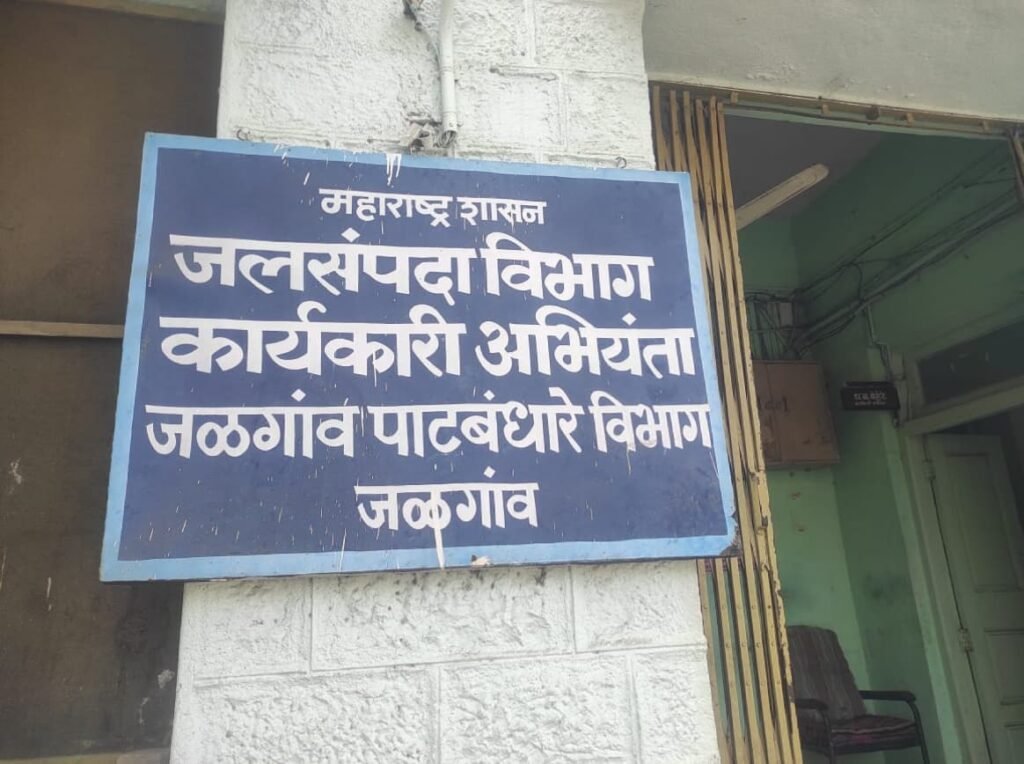 महाराष्ट्र शासन
जलसंपदा विभाग
कार्यकारी अभियंता
जळगांव पाटबंधारे विभाग
जळगांव